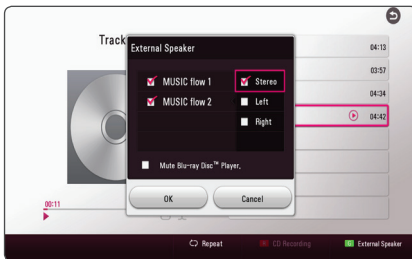 Track
External Speaker
04:13
MUSIC flow 1
Stereo
03:57
MUSIC flow 2
Left
04:34
Right
04:42
Mute Blu-ray Disc™ Player.
OK
Cancel
00:11
Repeat
CD Recording
External Speaker